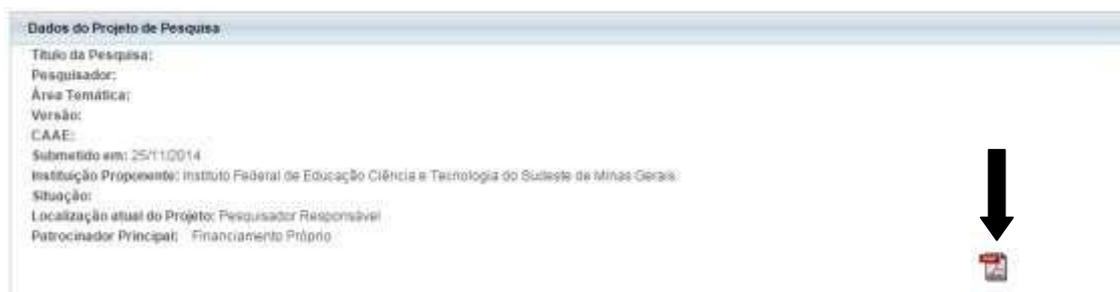 Dados do Projeto de Pesquisa
Título da Pesquisa:
Pesquisador:
Área Temática:
Versão:
CAAE:
Submetido em: 25/11/2014
Instituição Proponente: Instituto Federal de Educação Ciência e Tecnologia do Sudeste de Minas Gerais
Situação:
Localização atual do Projeto: Pesquisador Responsável
Patrocinador Principal: Financiamento Próprio